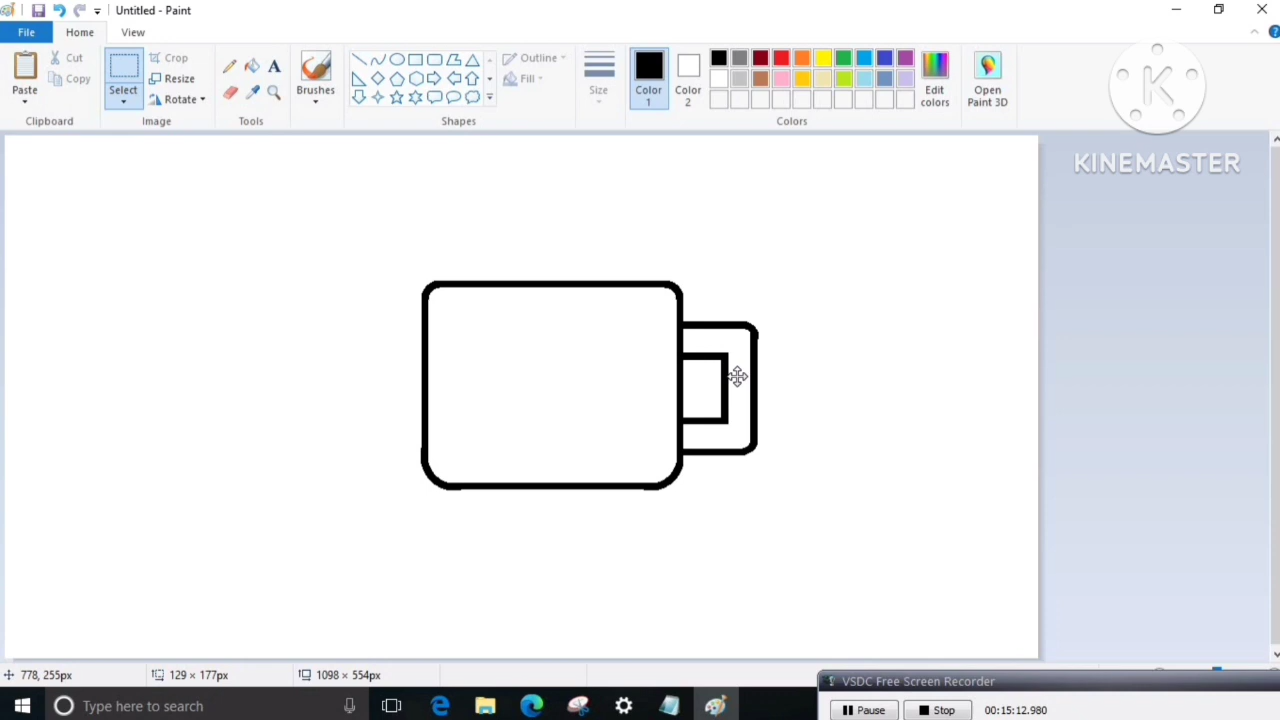 Untitled - Paint
File Home View
Paste
Cut
Copy
Clipboard
Select
Crop
Resize
Rotate
Image
A
Tools
Brushes
Outline
Fill
Shapes
Size
Color 1
Color 2
Edit colors
Open Paint 3D
Colors
K
KINEMASTER
778, 255px
129 × 177px
1098 × 554px
VSDC Free Screen Recorder
Pause
Stop
00:15:12.980
Type here to search